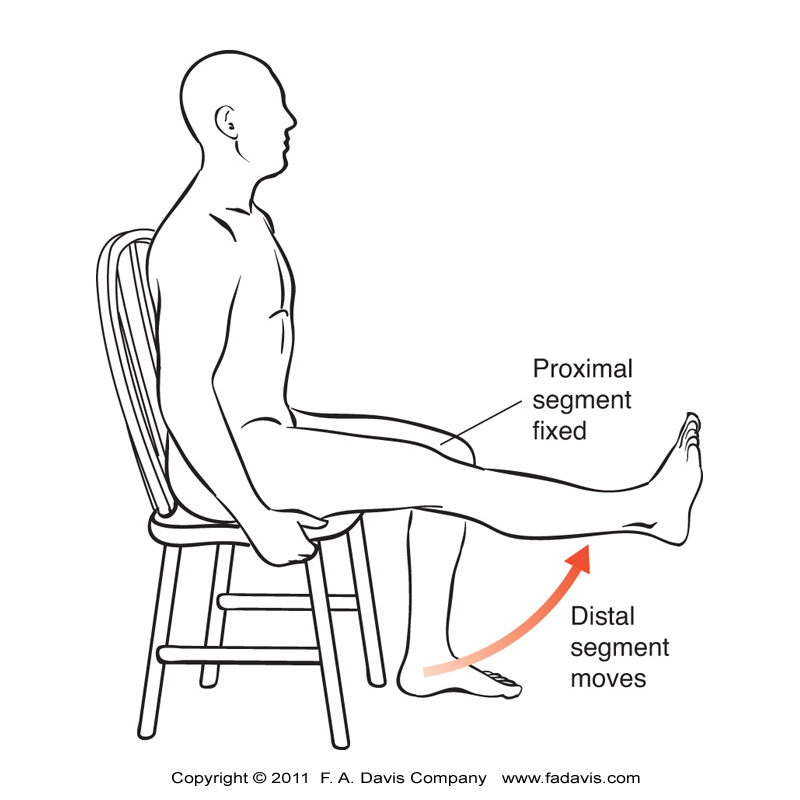 Proximal
segment
fixed
Distal
segment
moves
Copyright © 2011 F. A. Davis Company www.fadavis.com